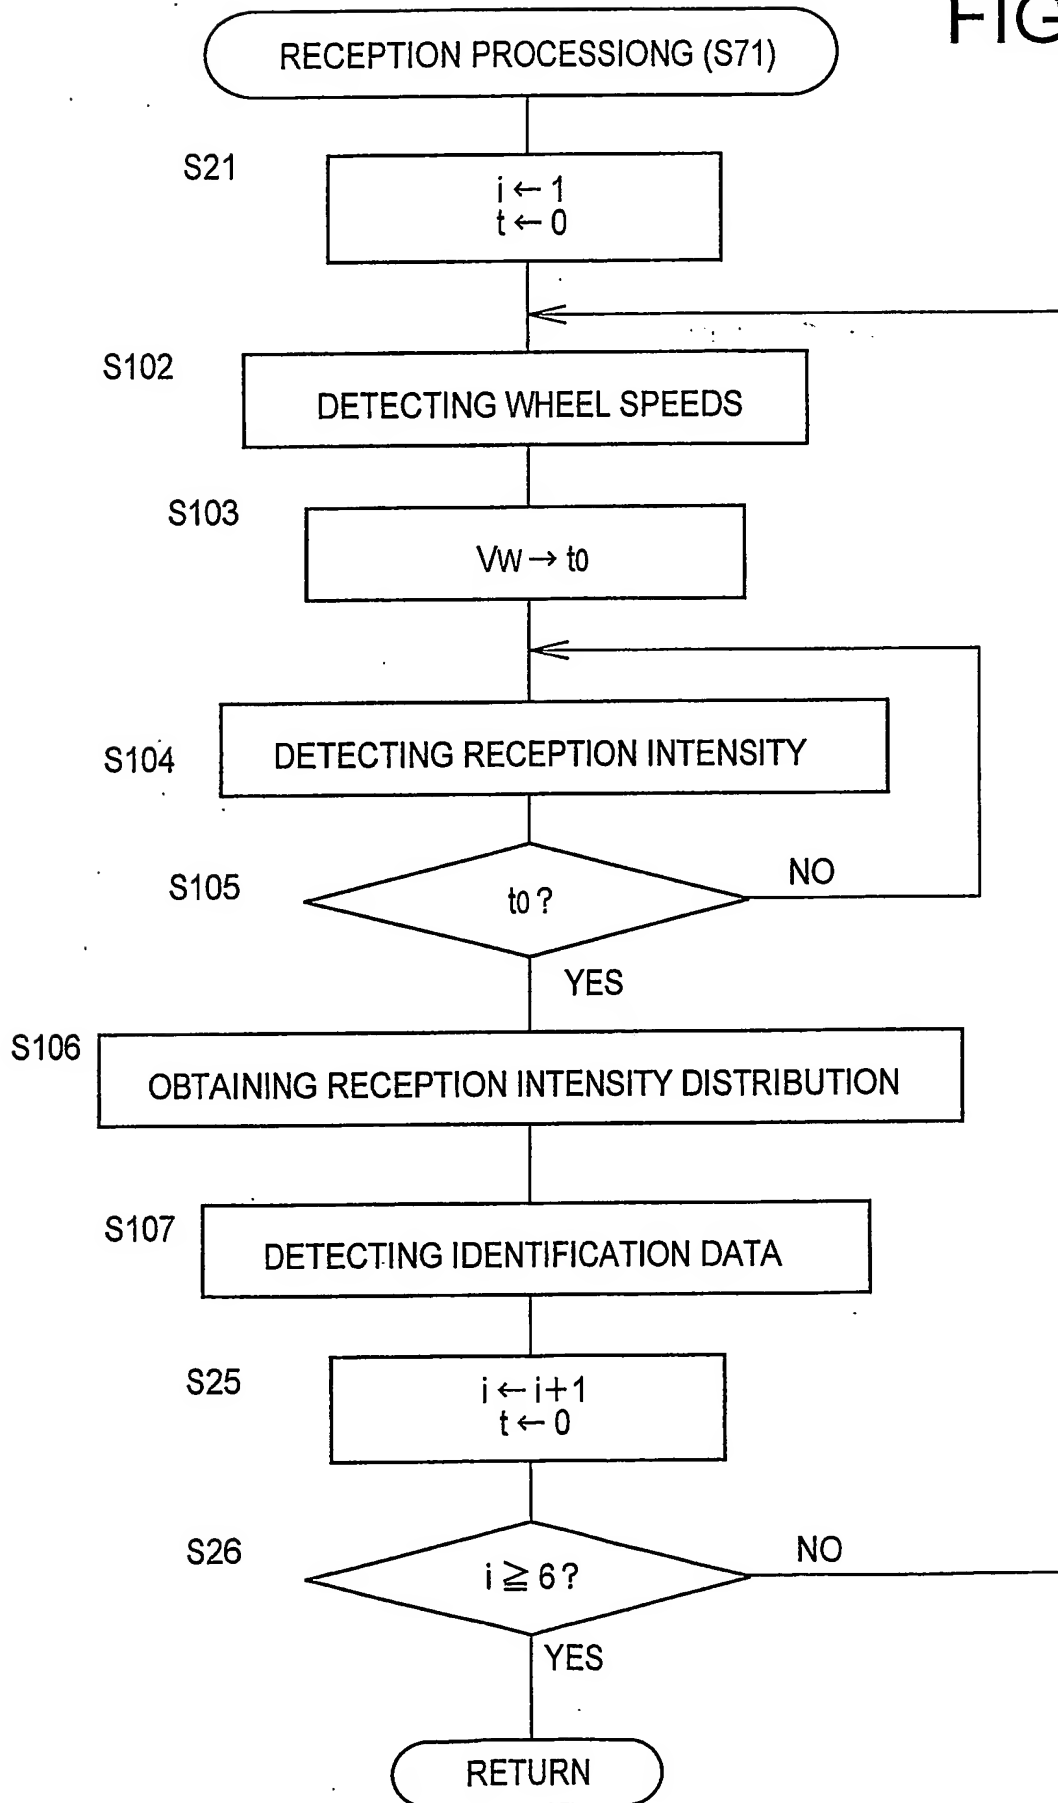 FIG
RECEPTION PROCESSIONG (S71)
S21
i ← 1
t ← 0
S102
DETECTING WHEEL SPEEDS
S103
Vw → t0
S104
DETECTING RECEPTION INTENSITY
S105
t0 ?
NO
YES
S106
OBTAINING RECEPTION INTENSITY DISTRIBUTION
S107
DETECTING IDENTIFICATION DATA
S25
i ← i+1
t ← 0
S26
i ≧ 6 ?
NO
YES
RETURN